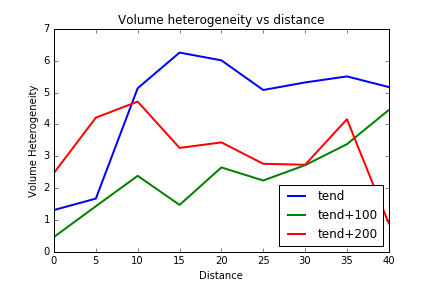 Volume heterogeneity vs distance
7
6
5
4
3
2
1
0
Volume Heterogeneity
0 5 10 15 20 25 30 35 40
Distance
tend
tend+100
tend+200